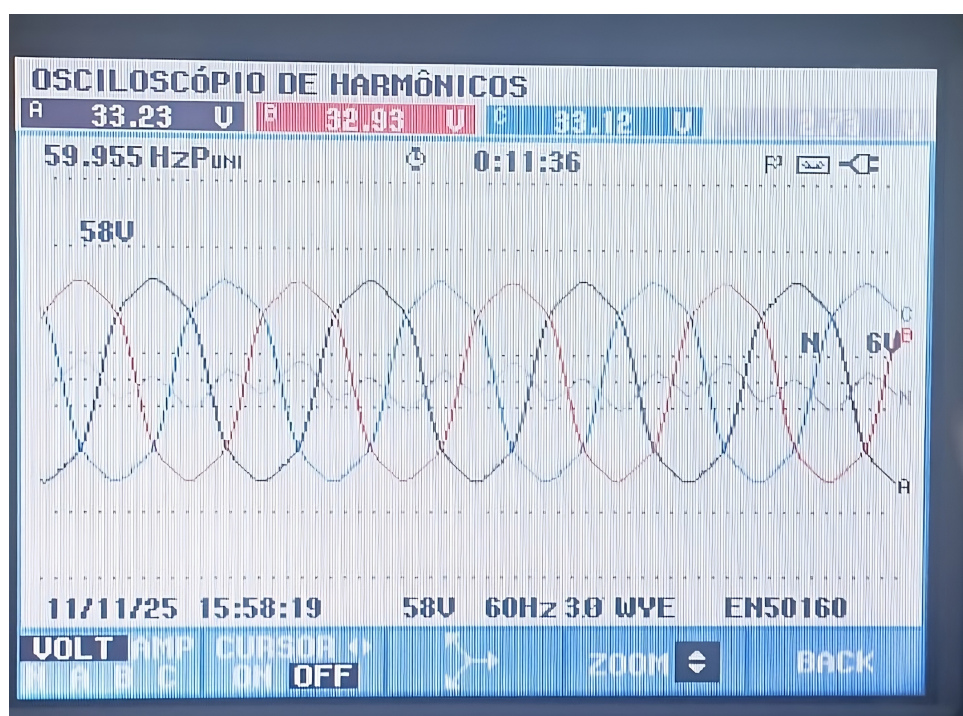 OSCILOSCÓPIO DE HARMÔNICOS
A 33.23 V B 32.93 V C 33.12 V
59.955 Hz PUNI 0:11:36
58V
C
N 6V B
N
A
11/11/25 15:58:19 58V 60Hz 3Ø WYE EN50160
VOLT AMP CURSOR ZOOM BACK
N A B C ON OFF